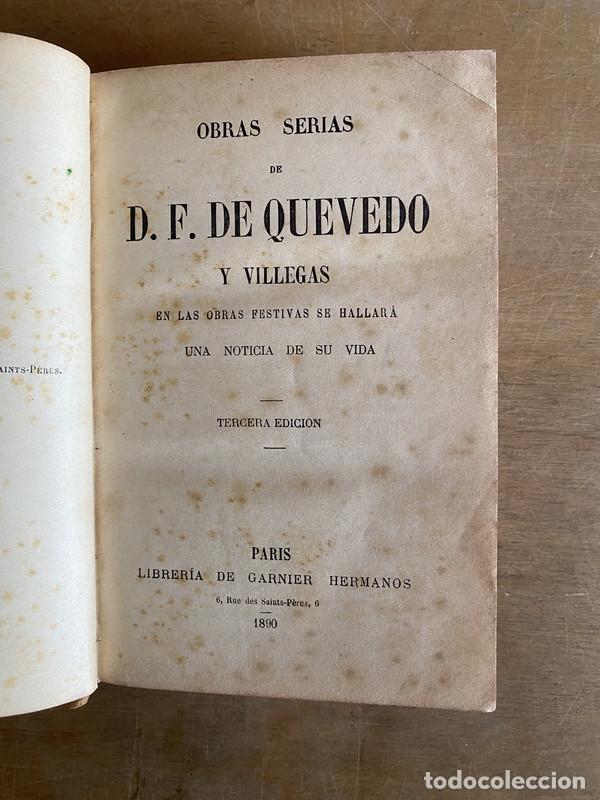 AINTS-PÈRES.
OBRAS SERIAS
DE
D. F. DE QUEVEDO
Y VILLEGAS
EN LAS OBRAS FESTIVAS SE HALLARÁ
UNA NOTICIA DE SU VIDA
TERCERA EDICION
PARIS
LIBRERÍA DE GARNIER HERMANOS
6, Rue des Saints-Pères, 6
1890
todocoleccion